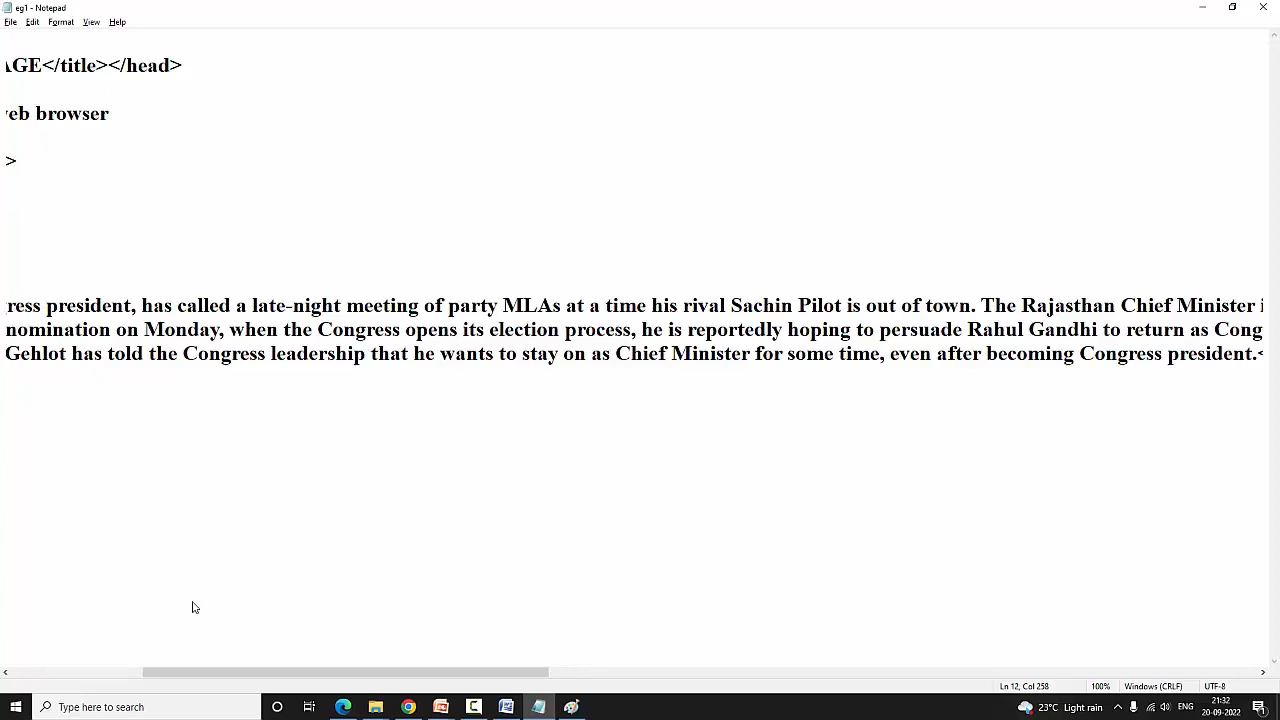 eg1 - Notepad
File Edit Format View Help
AGE</title></head>
web browser
>
ress president, has called a late-night meeting of party MLAs at a time his rival Sachin Pilot is out of town. The Rajasthan Chief Minister
nomination on Monday, when the Congress opens its election process, he is reportedly hoping to persuade Rahul Gandhi to return as Cong
Gehlot has told the Congress leadership that he wants to stay on as Chief Minister for some time, even after becoming Congress president.<
Ln 12, Col 258 100% Windows (CRLF) UTF-8
Type here to search
23°C Light rain ENG 21:32
20-09-2022